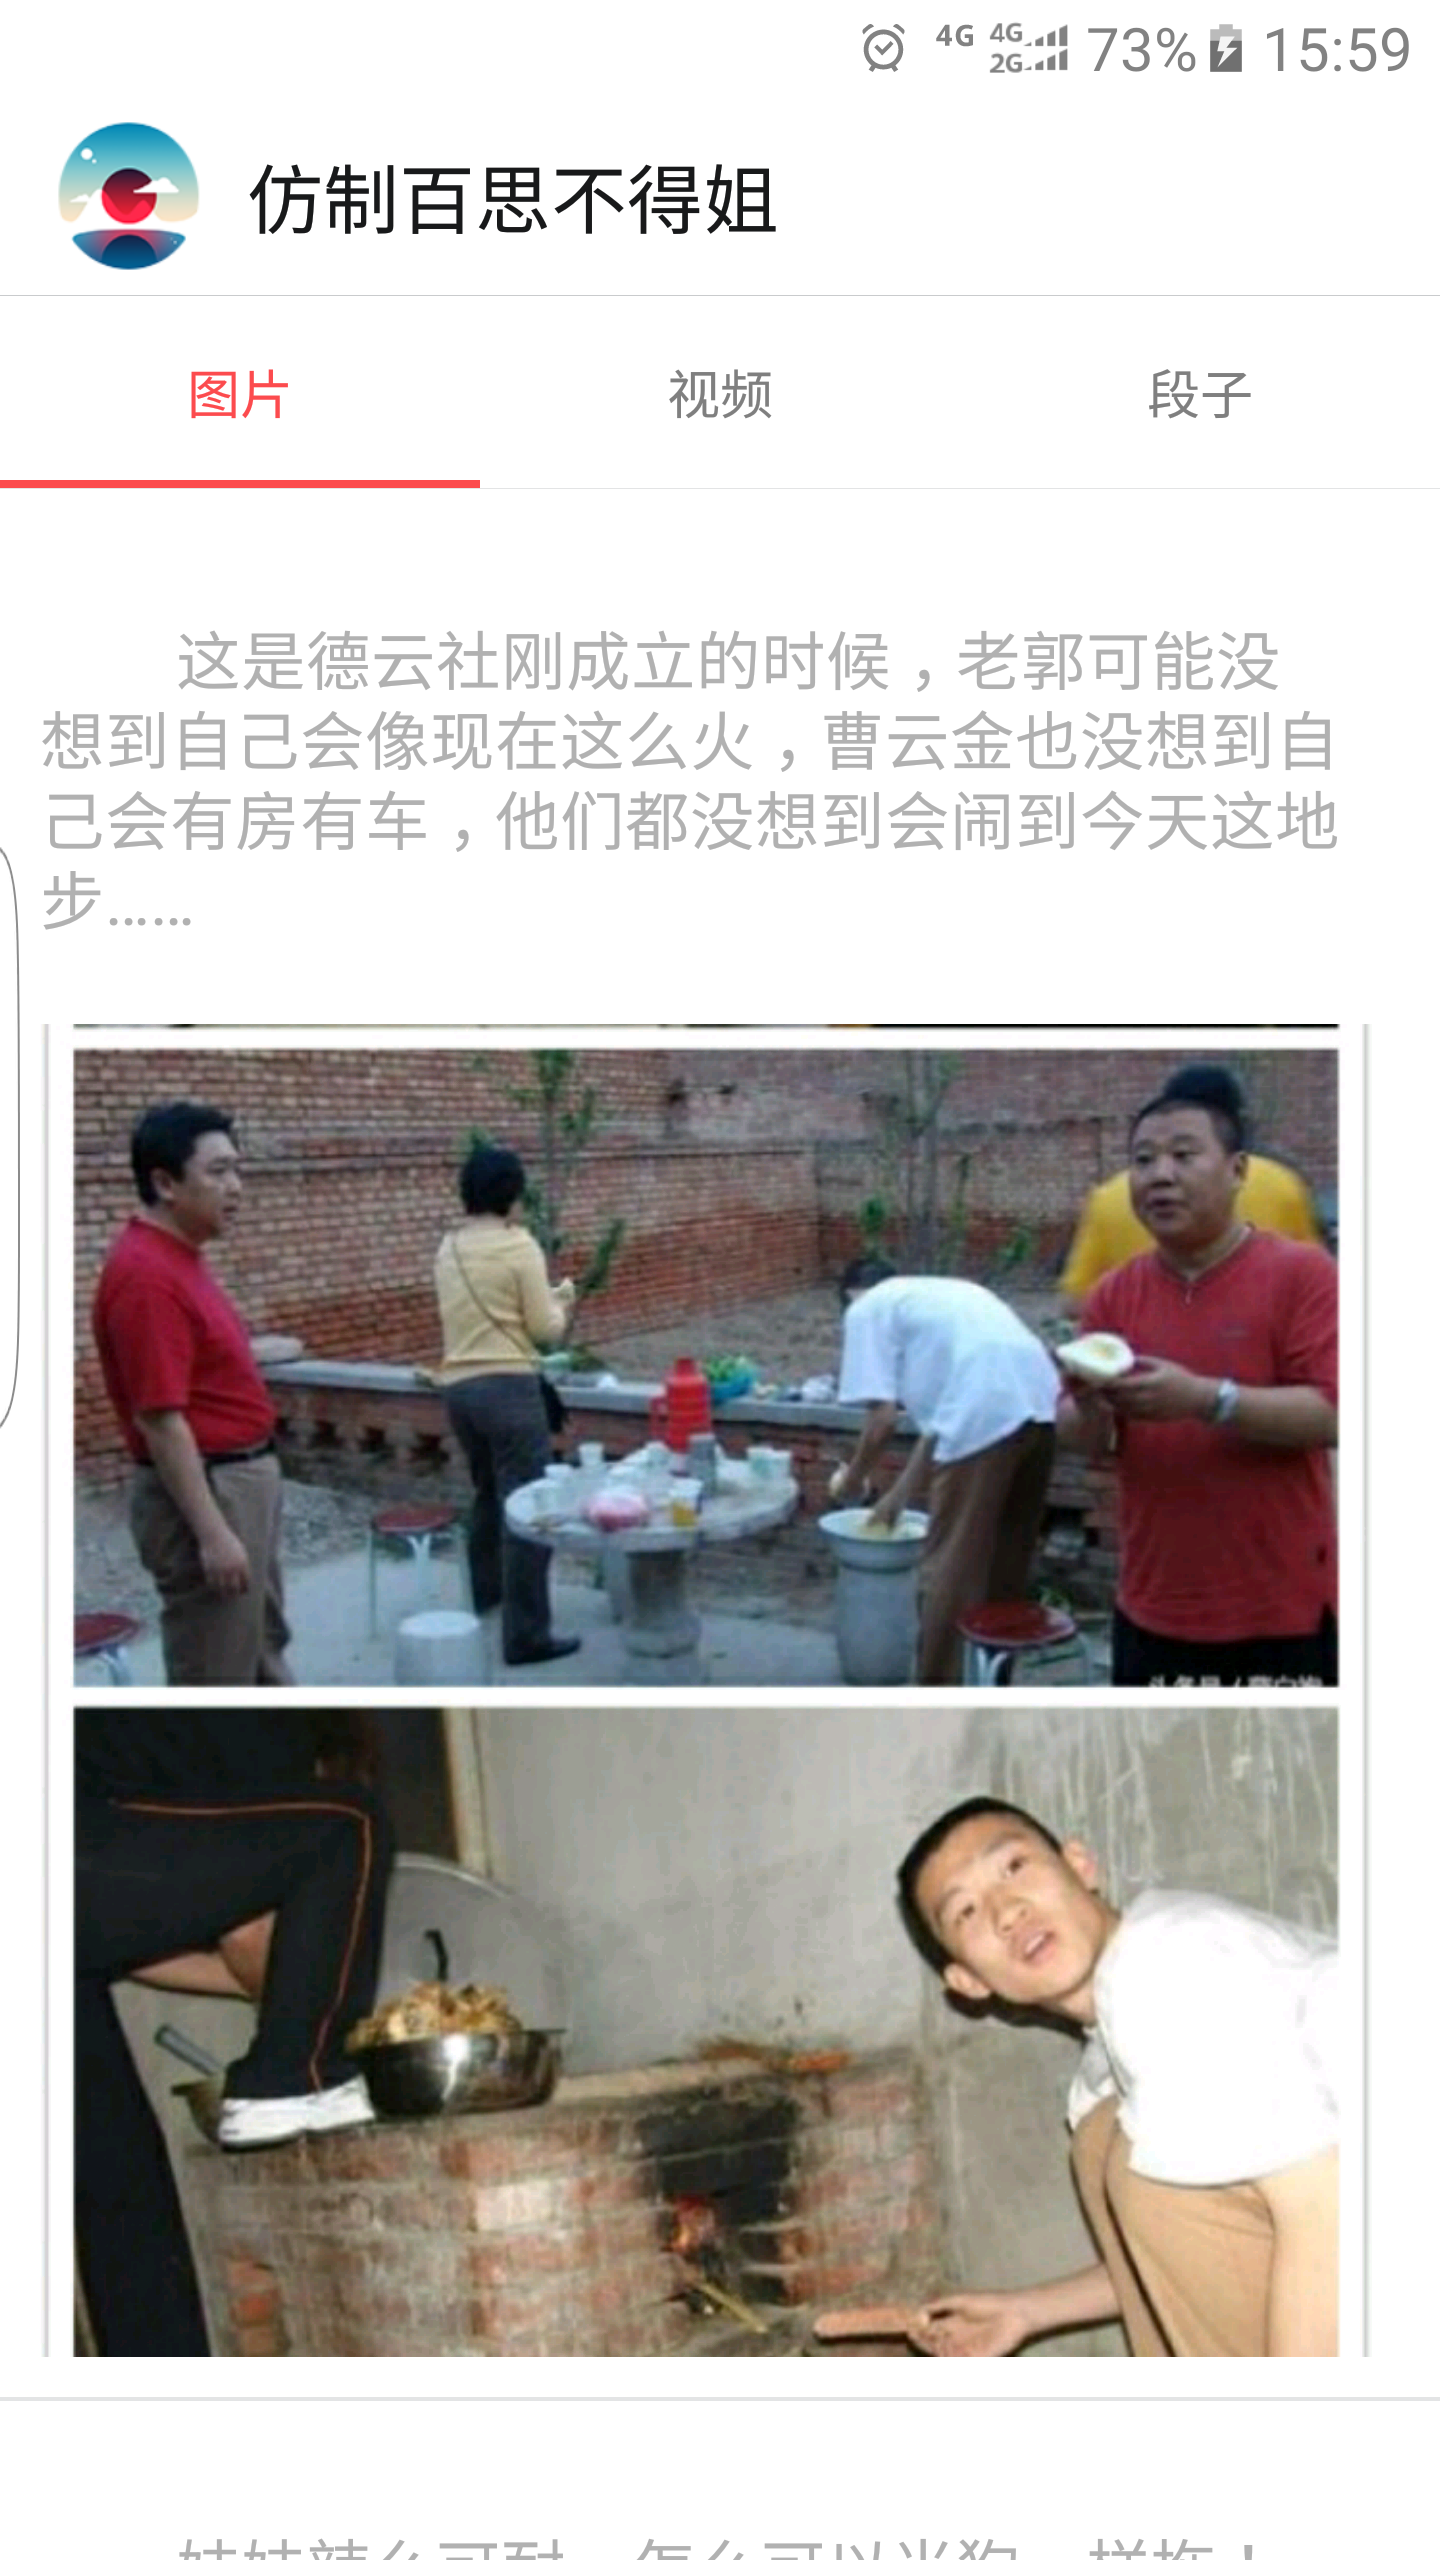 4G 4G 2G 73% 15:59
仿制百思不得姐
图片 视频 段子
这是德云社刚成立的时候，老郭可能没
想到自己会像现在这么火，曹云金也没想到自
己会有房有车，他们都没想到会闹到今天这地
步……